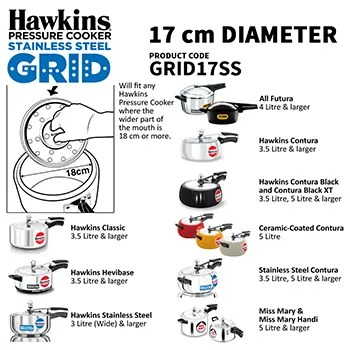 Hawkins
PRESSURE COOKER
STAINLESS STEEL
GRID
17 cm DIAMETER
PRODUCT CODE
GRID17SS
Will fit any
Hawkins
Pressure Cooker
where the
wider part of
the mouth is
18 cm or more.
18cm
Hawkins Classic
3.5 Litre & larger
Hawkins Hevibase
3.5 Litre & larger
Hawkins Stainless Steel
3 Litre (Wide) & larger
All Futura
4 Litre & larger
Hawkins Contura
3.5 Litre & larger
Hawkins Contura Black
and Contura Black XT
3.5 Litre, 5 Litre & larger
Ceramic-Coated Contura
5 Litre
Stainless Steel Contura
3.5 Litre, 5 Litre & larger
Miss Mary &
Miss Mary Handi
5 Litre & larger